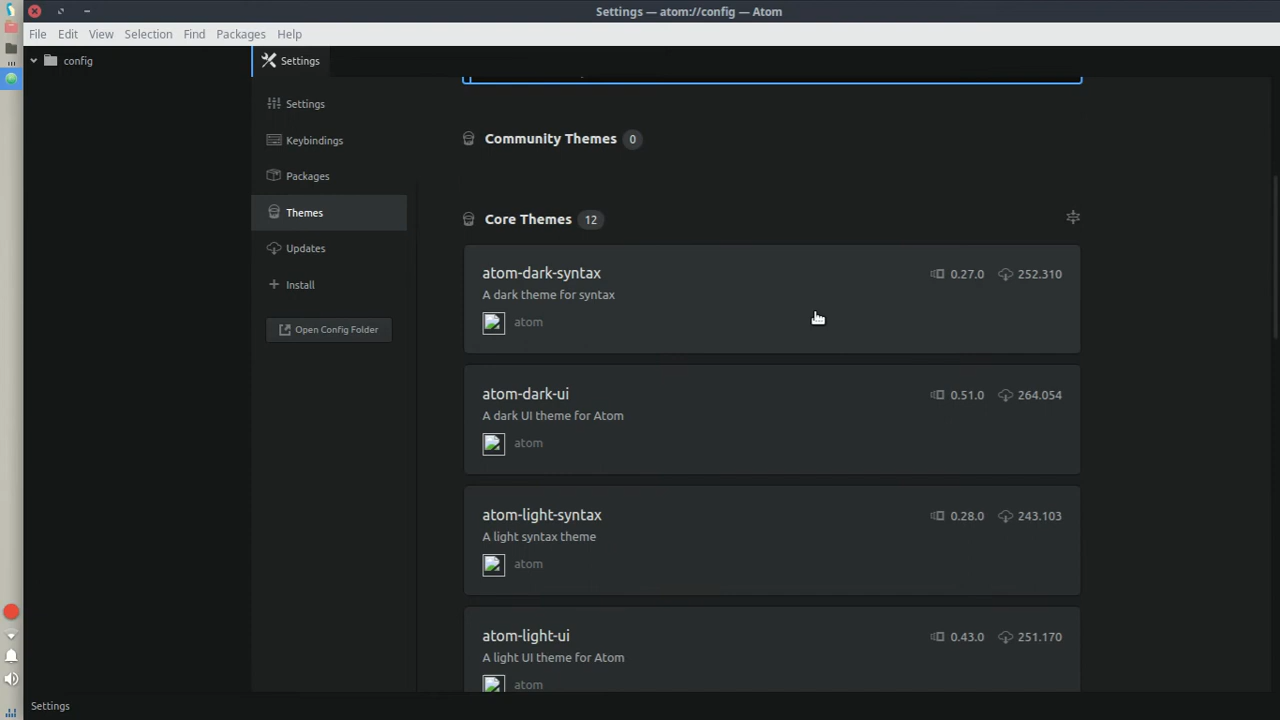 Settings — atom://config — Atom
File Edit View Selection Find Packages Help
config
Settings
Settings
Keybindings
Packages
Themes
Updates
Install
Open Config Folder
Community Themes 0
Core Themes 12
atom-dark-syntax 0.27.0 252.310
A dark theme for syntax
atom
atom-dark-ui 0.51.0 264.054
A dark UI theme for Atom
atom
atom-light-syntax 0.28.0 243.103
A light syntax theme
atom
atom-light-ui 0.43.0 251.170
A light UI theme for Atom
atom
Settings